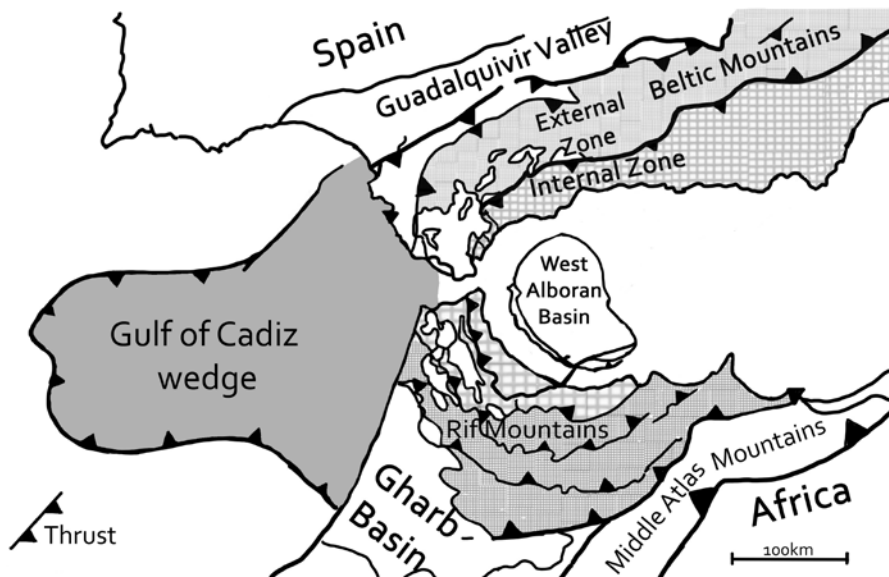 Spain
Guadalquivir Valley
Beltic Mountains
External
Zone
Internal Zone
West
Alboran
Basin
Gulf of Cadiz
wedge
Rif Mountains
Gharb
Basin
Middle Atlas Mountains
Africa
Thrust
100km